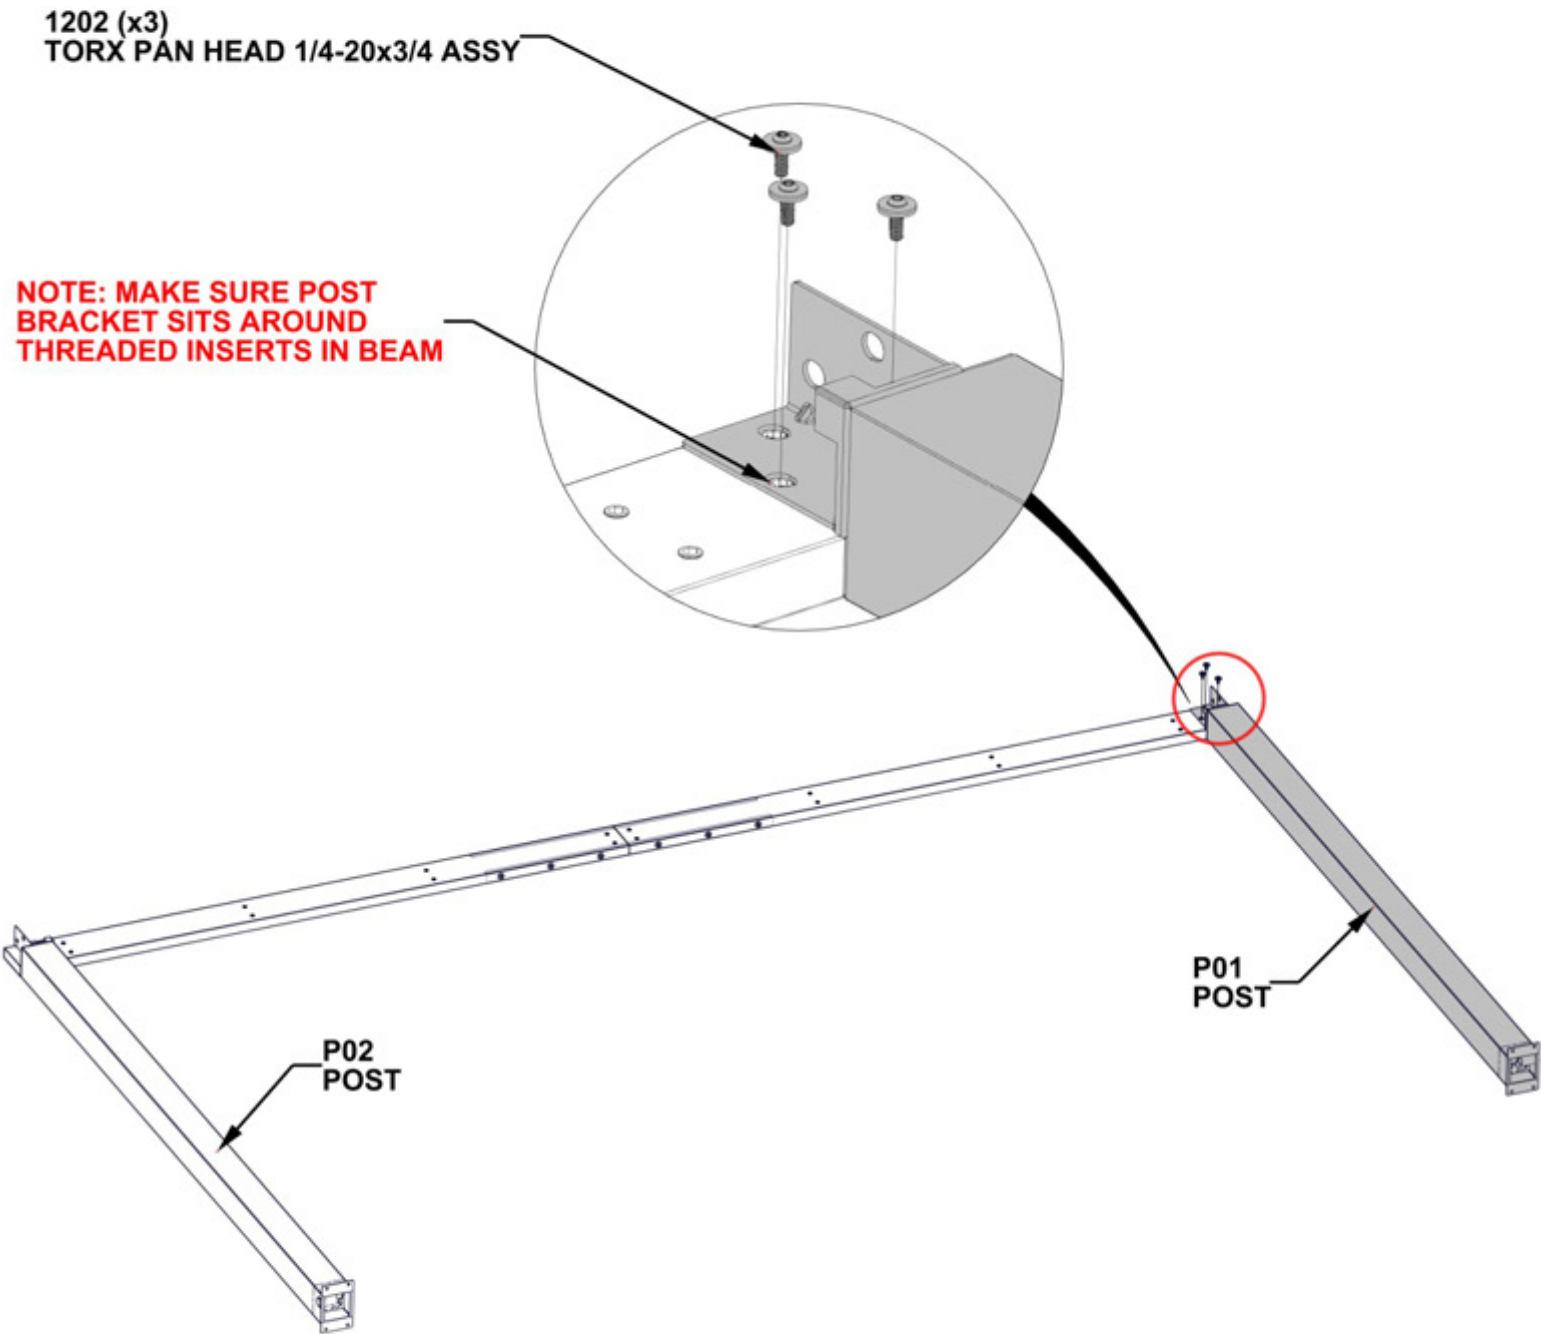 1202 (x3)
TORX PAN HEAD 1/4-20x3/4 ASSY
NOTE: MAKE SURE POST
BRACKET SITS AROUND
THREADED INSERTS IN BEAM
P01
POST
P02
POST